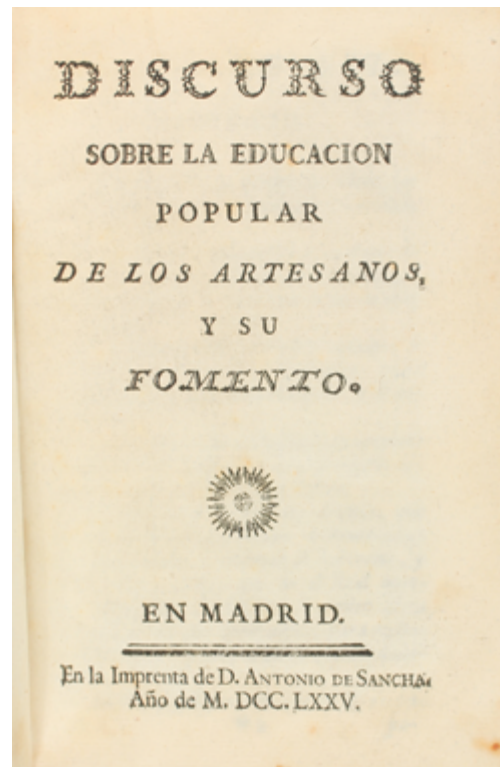 DISCURSO
SOBRE LA EDUCACION
POPULAR
DE LOS ARTESANOS,
Y SU
FOMENTO.
EN MADRID.
En la Imprenta de D. ANTONIO DE SANCHA.
Año de M. DCC. LXXV.